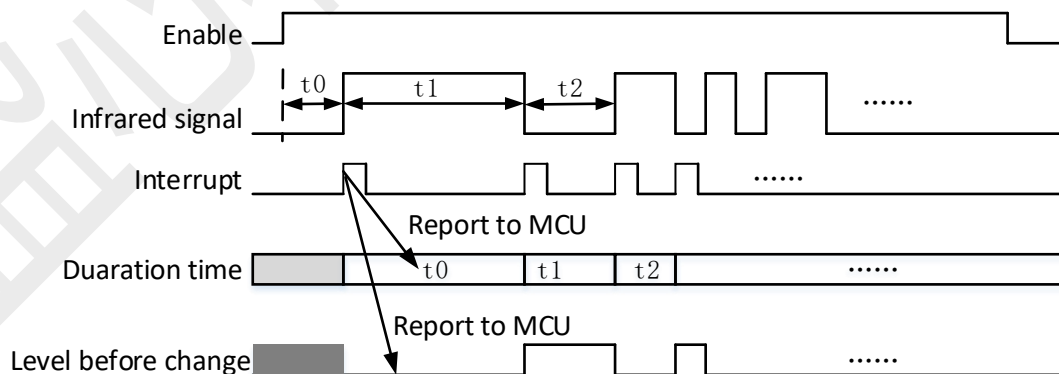 Enable
t0
t1
t2
Infrared signal
......
Interrupt
......
Report to MCU
Duaration time
t0
t1
t2
......
Report to MCU
Level before change
......